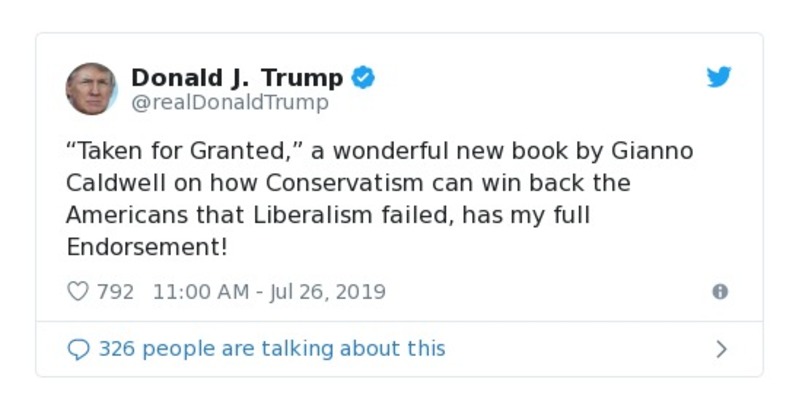 Donald J. Trump
@realDonaldTrump
“Taken for Granted,” a wonderful new book by Gianno
Caldwell on how Conservatism can win back the
Americans that Liberalism failed, has my full
Endorsement!
792 11:00 AM - Jul 26, 2019
326 people are talking about this